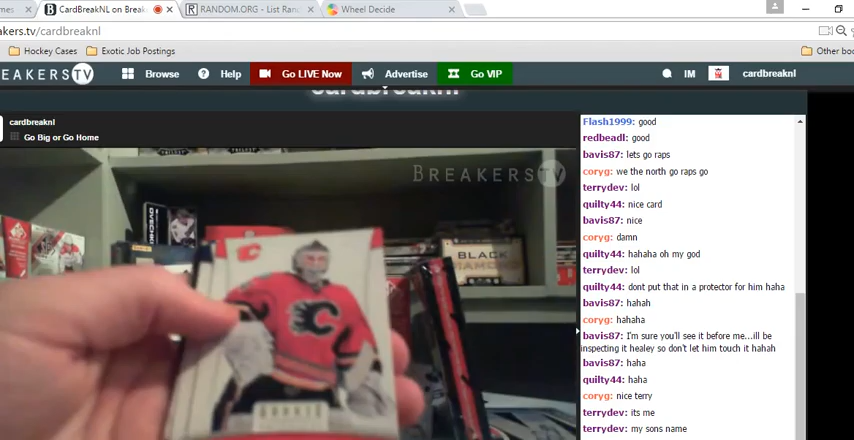 mes
CardBreakNL on Break
RANDOM.ORG - List Ran
Wheel Decide
akers.tv/cardbreaknl
Hockey Cases
Exotic Job Postings
Other boo
EAKERSTV
Browse
Help
Go LIVE Now
Advertise
Go VIP
IM
cardbreaknl
cardbreaknl
cardbreaknl
Go Big or Go Home
BREAKERSTV
OVECHKIN
BLACK
DIAMOND
Flash1999: good
redbeadl: good
bavis87: lets go raps
coryg: we the north go raps go
terrydev: lol
quilty44: nice card
bavis87: nice
coryg: damn
quilty44: hahaha oh my god
terrydev: lol
quilty44: dont put that in a protector for him haha
bavis87: hahah
coryg: hahaha
bavis87: I'm sure you'll see it before me...ill be
inspecting it healey so don't let him touch it hahah
bavis87: haha
quilty44: haha
coryg: nice terry
terrydev: its me
terrydev: my sons name